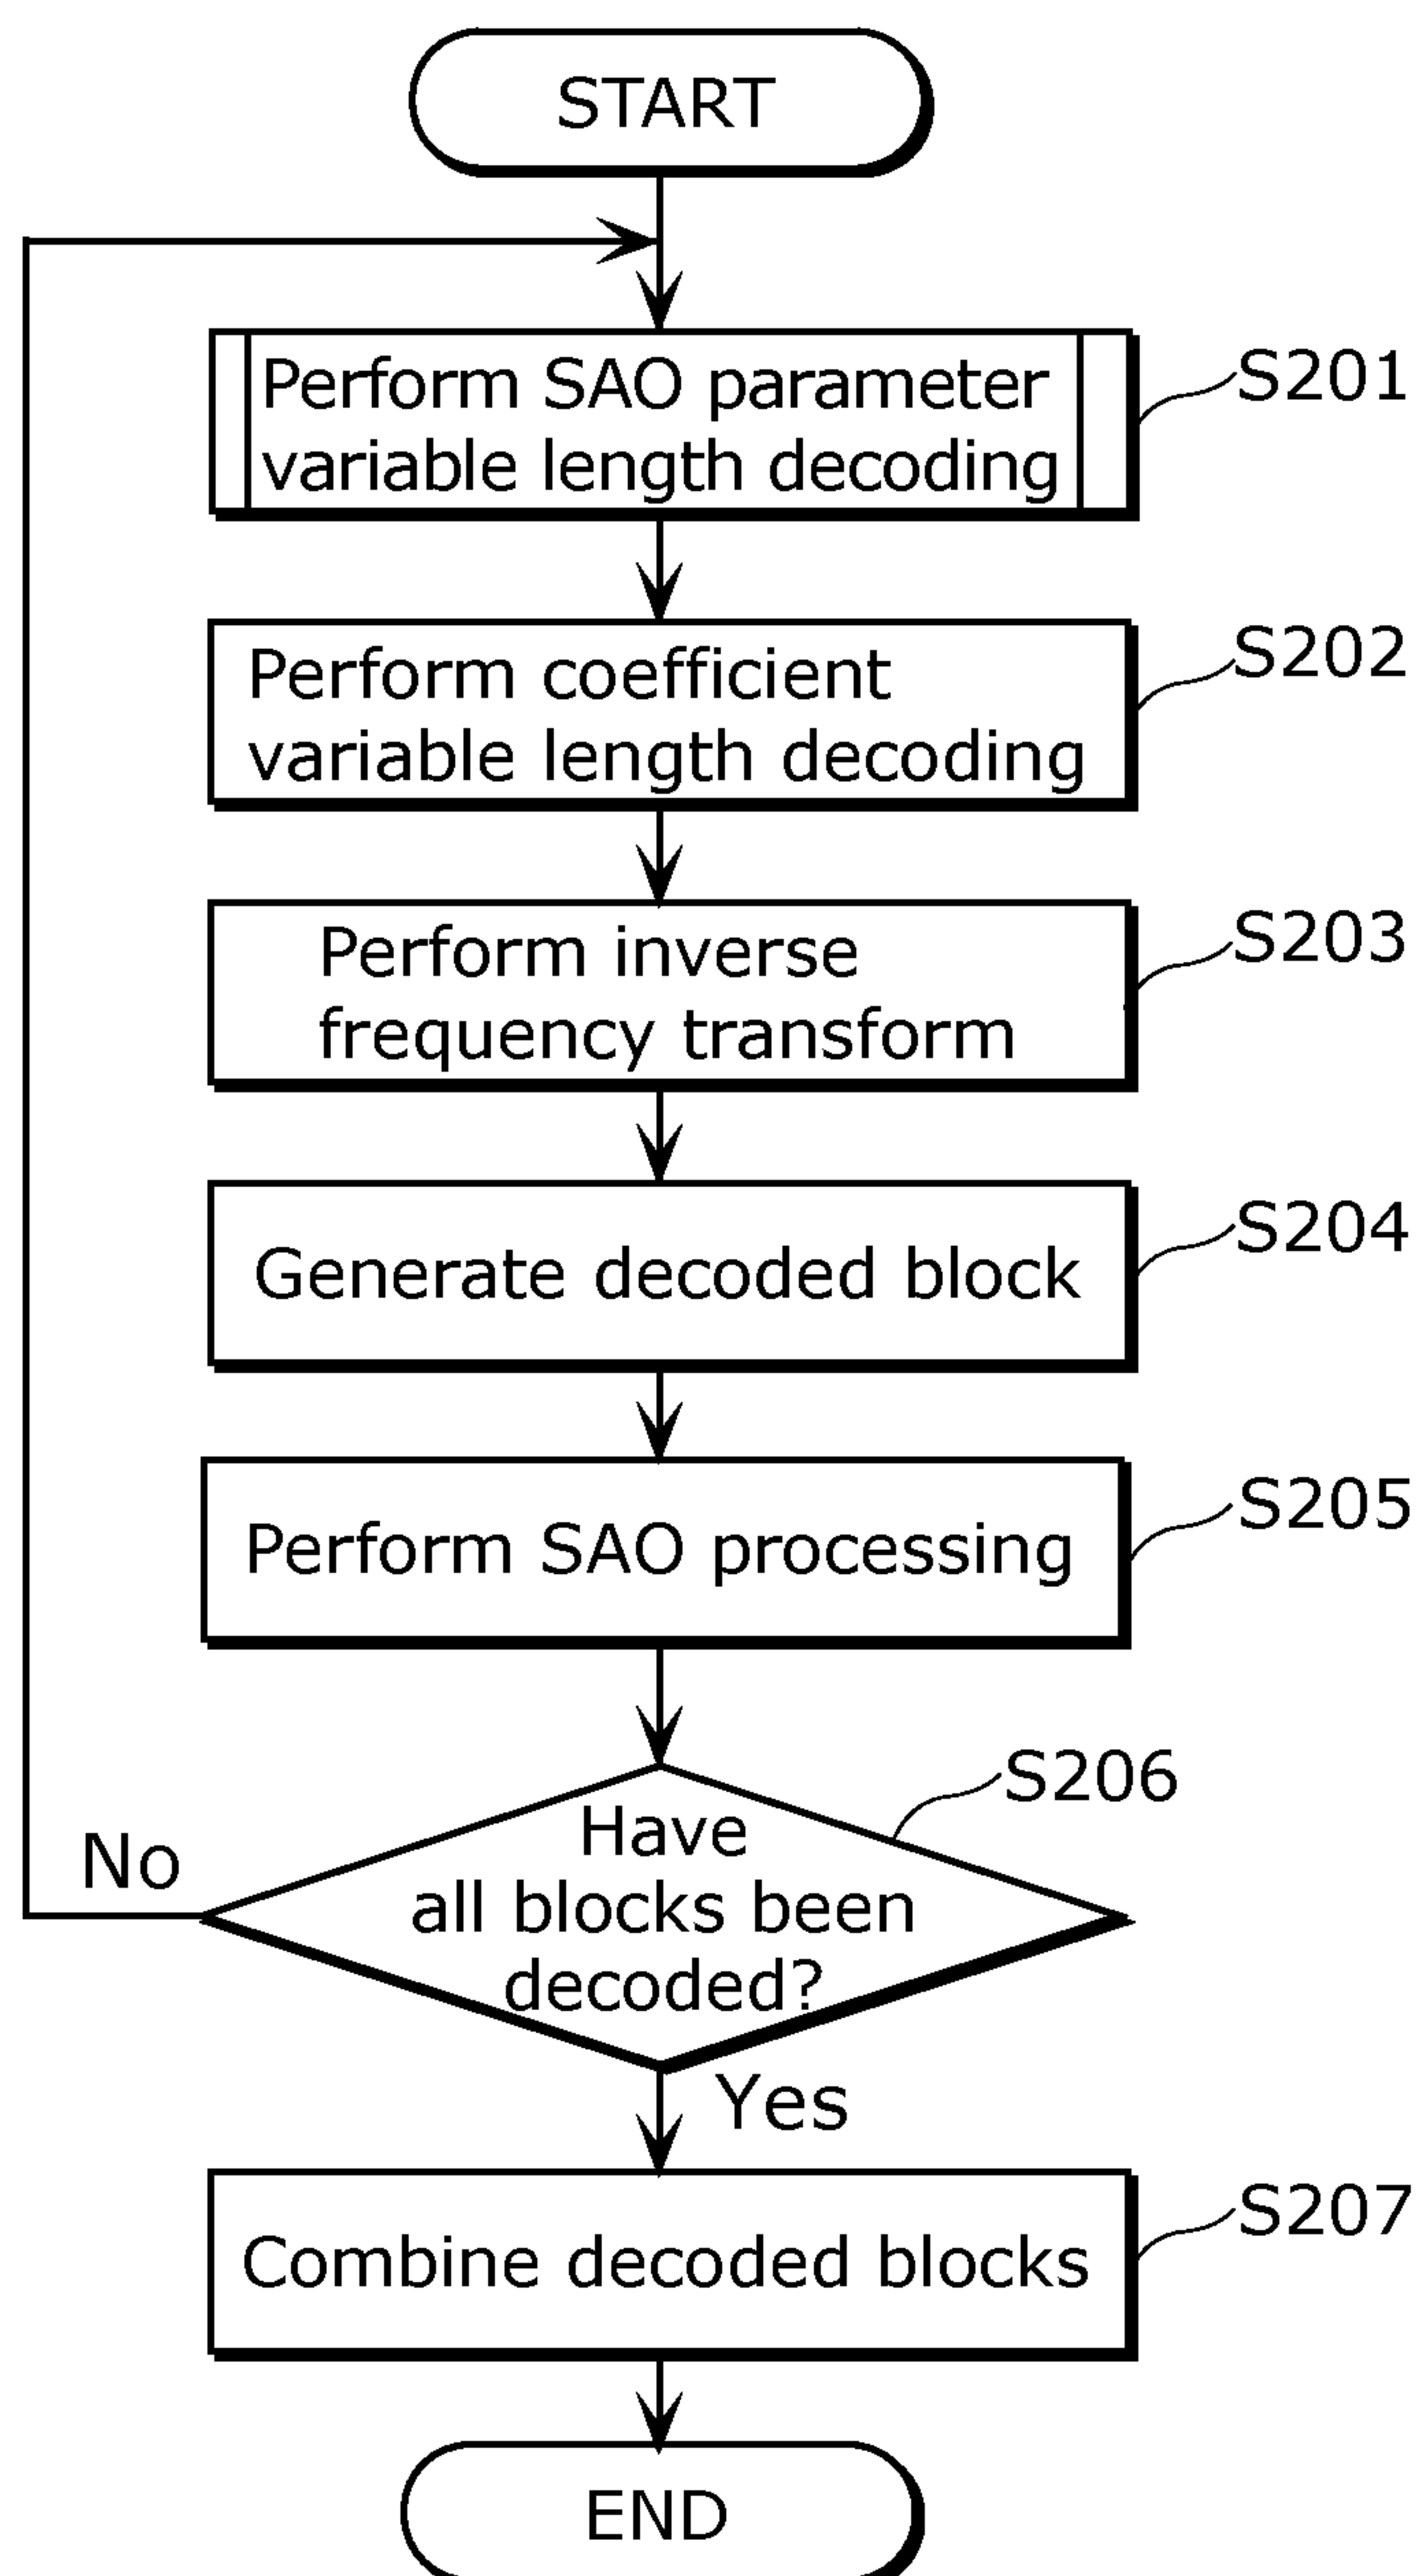 START
Perform SAO parameter
variable length decoding
S201
Perform coefficient
variable length decoding
S202
Perform inverse
frequency transform
S203
Generate decoded block
S204
Perform SAO processing
S205
Have
all blocks been
decoded?
S206
No
Yes
Combine decoded blocks
S207
END